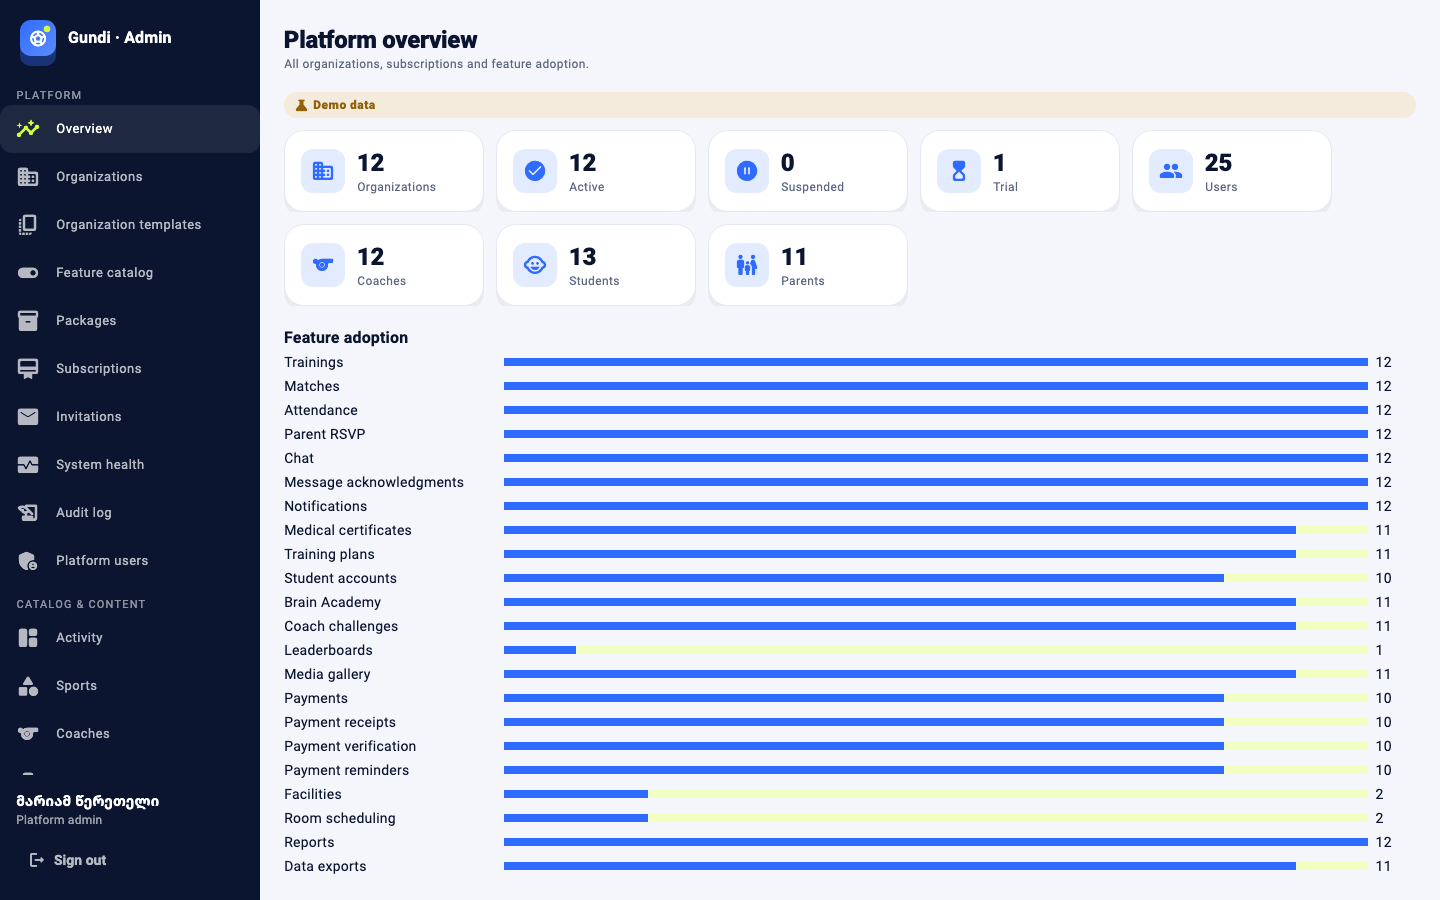 Gundi · Admin
PLATFORM
Overview
Organizations
Organization templates
Feature catalog
Packages
Subscriptions
Invitations
System health
Audit log
Platform users
CATALOG & CONTENT
Activity
Sports
Coaches
მარიამ წერეთელი
Platform admin
Sign out
Platform overview
All organizations, subscriptions and feature adoption.
Demo data
12
Organizations
12
Active
0
Suspended
1
Trial
25
Users
12
Coaches
13
Students
11
Parents
Feature adoption
Trainings 12
Matches 12
Attendance 12
Parent RSVP 12
Chat 12
Message acknowledgments 12
Notifications 12
Medical certificates 11
Training plans 11
Student accounts 10
Brain Academy 11
Coach challenges 11
Leaderboards 1
Media gallery 11
Payments 10
Payment receipts 10
Payment verification 10
Payment reminders 10
Facilities 2
Room scheduling 2
Reports 12
Data exports 11